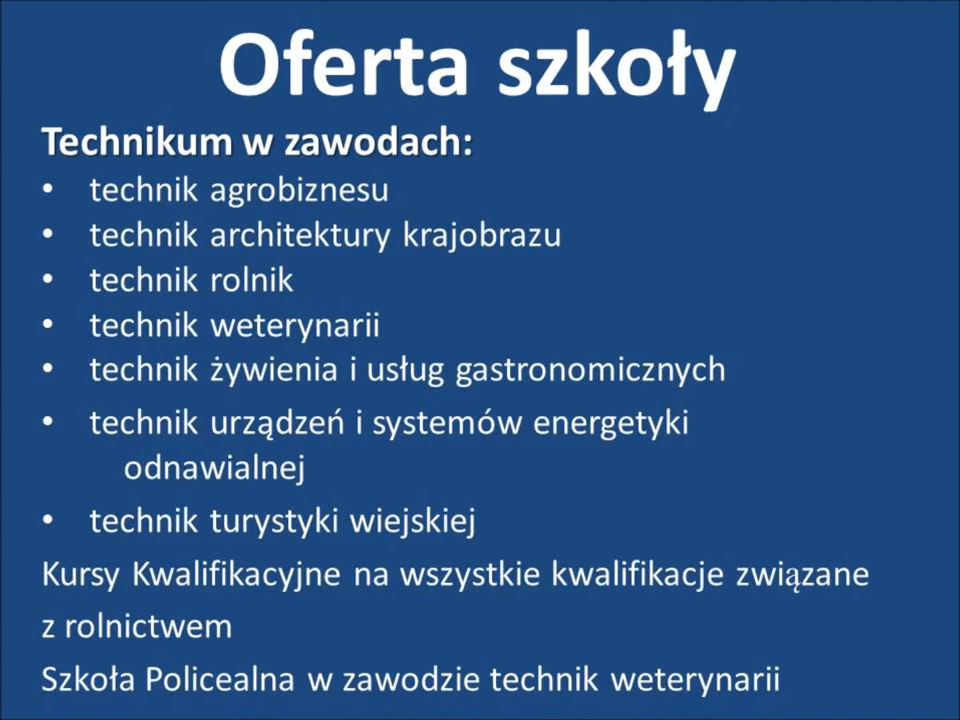 Oferta szkoły
Technikum w zawodach:
• technik agrobiznesu
• technik architektury krajobrazu
• technik rolnik
• technik weterynarii
• technik żywienia i usług gastronomicznych
• technik urządzeń i systemów energetyki
odnawialnej
• technik turystyki wiejskiej
Kursy Kwalifikacyjne na wszystkie kwalifikacje związane
z rolnictwem
Szkoła Policealna w zawodzie technik weterynarii